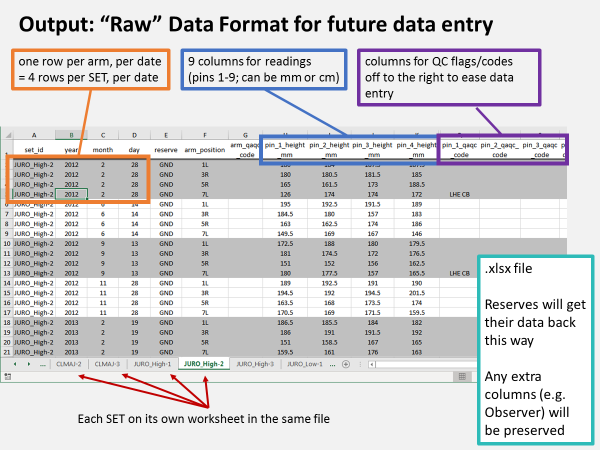 Output: “Raw” Data Format for future data entry
one row per arm, per date
= 4 rows per SET, per date
9 columns for readings
(pins 1-9; can be mm or cm)
columns for QC flags/codes
off to the right to ease data
entry
A B C D E F G
set_id year month day reserve arm_position arm_qaqc_code pin_1_height_mm pin_2_height_mm pin_3_height_mm pin_4_height_mm pin_1_qaqc_code pin_2_qaqc_code pin_3_qaqc_code
JURO_High-2 2012 2 28 GND 1L
JURO_High-2 2012 2 28 GND 3R 180 180.5 181.5 185
JURO_High-2 2012 2 28 GND 5R 165 161.5 173 188.5
JURO_High-2 2012 2 28 GND 7L 126 174 174 172 LHE CB
6 JURO_High-2 2012 6 14 GND 1L 195 192.5 191.5 189
7 JURO_High-2 2012 6 14 GND 3R 184.5 180 157 183
8 JURO_High-2 2012 6 14 GND 5R 163 162.5 174 186
9 JURO_High-2 2012 6 14 GND 7L 149.5 169 167 146
10 JURO_High-2 2012 9 13 GND 1L 172.5 188 180 179.5
11 JURO_High-2 2012 9 13 GND 3R 181 174.5 172 176.5
12 JURO_High-2 2012 9 13 GND 5R 151 152 156 162.5
13 JURO_High-2 2012 9 13 GND 7L 180 177.5 157 165.5 LHE CB
14 JURO_High-2 2012 11 28 GND 1L 189 192.5 191 190
15 JURO_High-2 2012 11 28 GND 3R 194.5 192 194.5 201.5
16 JURO_High-2 2012 11 28 GND 5R 163.5 168 173.5 174
17 JURO_High-2 2012 11 28 GND 7L 170.5 169 171.5 159.5
18 JURO_High-2 2013 2 19 GND 1L 186.5 185.5 184 182
19 JURO_High-2 2013 2 19 GND 3R 186 191 191.5 192
20 JURO_High-2 2013 2 19 GND 5R 151 158.5 167 165
21 JURO_High-2 2013 2 19 GND 7L 159.5 161 176 163
... CLMAJ-2 CLMAJ-3 JURO_High-1 JURO_High-2 JURO_High-3 JURO_Low-1 ...
Each SET on its own worksheet in the same file
.xlsx file
Reserves will get
their data back
this way
Any extra
columns (e.g.
Observer) will
be preserved